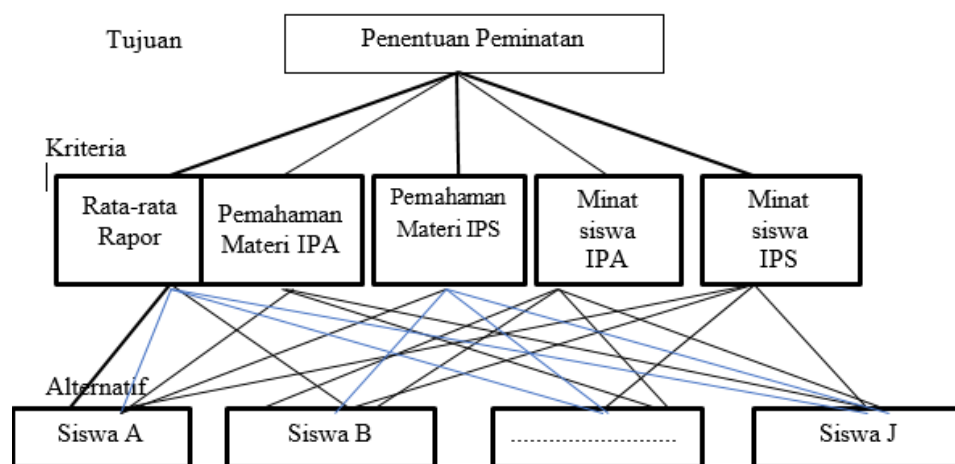 Tujuan
Penentuan Peminatan
Kriteria
Rata-rata
Rapor
Pemahaman
Materi IPA
Pemahaman
Materi IPS
Minat
siswa
IPA
Minat
siswa
IPS
Alternatif
Siswa A
Siswa B
................................
Siswa J